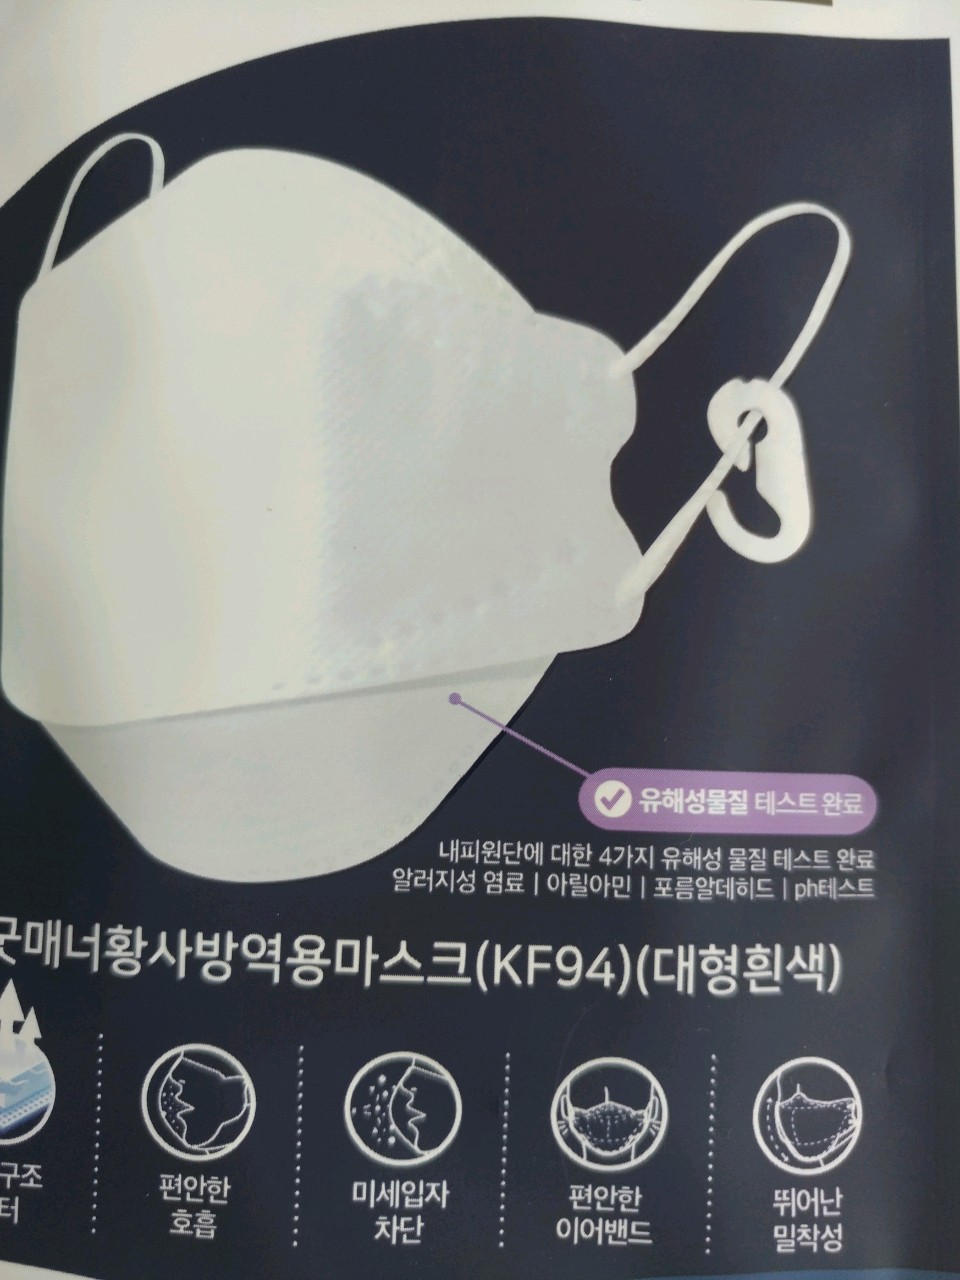 유해성물질 테스트 완료
내피원단에 대한 4가지 유해성 물질 테스트 완료
알러지성 염료 | 아릴아민 | 포름알데히드 | ph테스트
굿매너황사방역용마스크(KF94)(대형흰색)
구조
터
편안한
호흡
미세입자
차단
편안한
이어밴드
뛰어난
밀착성